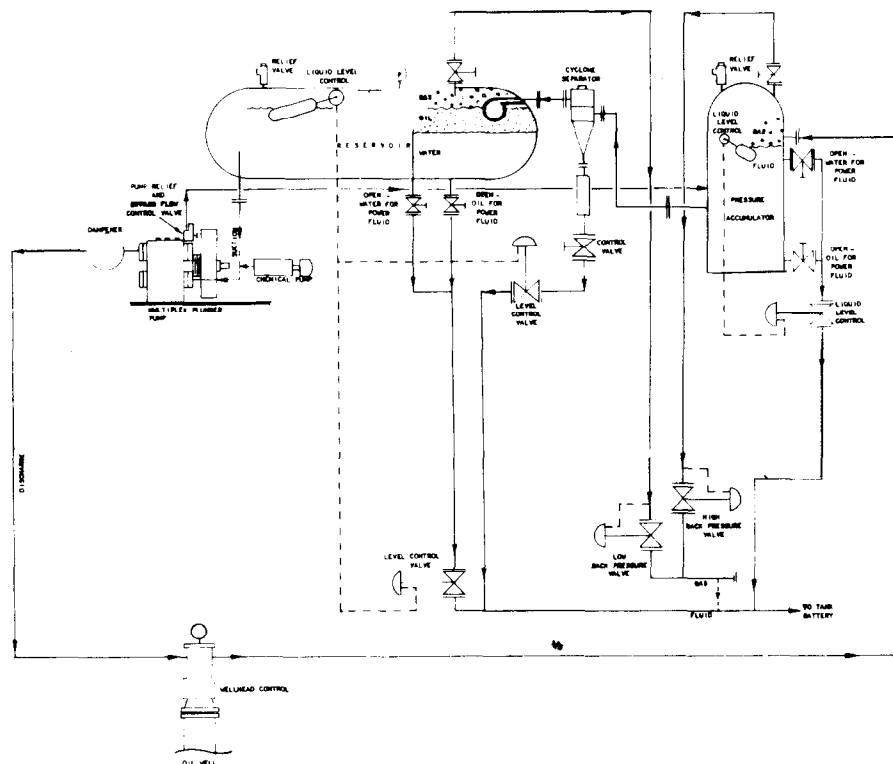 RELIEF
VALVE
LIQUID LEVEL
CONTROL
CYCLONE
SEPARATOR
RELIEF
VALVE
GAS
OIL
WATER
RESERVOIR
LIQUID
LEVEL
CONTROL
GAS
FLUID
OPEN -
WATER FOR
POWER
FLUID
PUMP RELIEF
AND
BYPASS FLOW
CONTROL VALVE
OPEN -
WATER FOR
POWER
FLUID
OPEN -
OIL FOR
POWER
FLUID
PRESSURE
ACCUMULATOR
DAMPENER
SUCTION
CHEMICAL PUMP
CONTROL
VALVE
OPEN -
OIL FOR
POWER
FLUID
MULTIPLEX PLUNGER
PUMP
LEVEL
CONTROL
VALVE
LIQUID
LEVEL
CONTROL
DISCHARGE
HIGH
BACK PRESSURE
VALVE
LOW
BACK PRESSURE
VALVE
LEVEL CONTROL
VALVE
GAS
FLUID
TO TANK
BATTERY
WELLHEAD CONTROL
OIL WELL